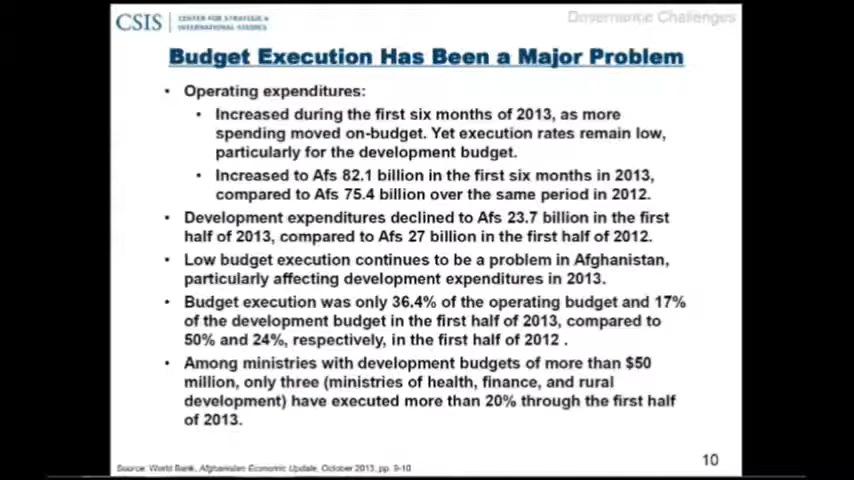 Governance Challenges
CSIS | CENTER FOR STRATEGIC &
INTERNATIONAL STUDIES
Budget Execution Has Been a Major Problem
• Operating expenditures:
• Increased during the first six months of 2013, as more
spending moved on-budget. Yet execution rates remain low,
particularly for the development budget.
• Increased to Afs 82.1 billion in the first six months in 2013,
compared to Afs 75.4 billion over the same period in 2012.
• Development expenditures declined to Afs 23.7 billion in the first
half of 2013, compared to Afs 27 billion in the first half of 2012.
• Low budget execution continues to be a problem in Afghanistan,
particularly affecting development expenditures in 2013.
• Budget execution was only 36.4% of the operating budget and 17%
of the development budget in the first half of 2013, compared to
50% and 24%, respectively, in the first half of 2012 .
• Among ministries with development budgets of more than $50
million, only three (ministries of health, finance, and rural
development) have executed more than 20% through the first half
of 2013.
10
Source: World Bank, Afghanistan Economic Update, October 2013, pp. 9-10